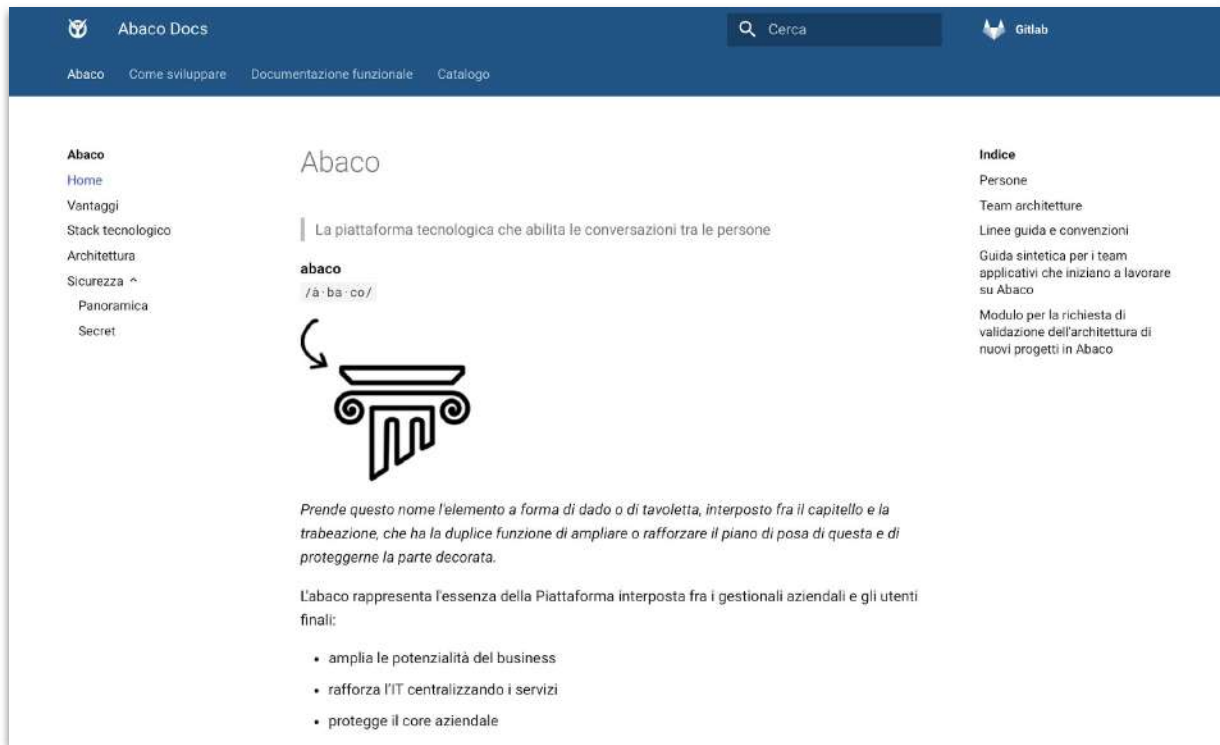 Abaco Docs
Cerca
Gitlab
Abaco
Come sviluppare
Documentazione funzionale
Catalogo
Abaco
Home
Vantaggi
Stack tecnologico
Architettura
Sicurezza
Panoramica
Secret
Abaco
La piattaforma tecnologica che abilita le conversazioni tra le persone
abaco
/à·ba·co/
Prende questo nome l'elemento a forma di dado o di tavoletta, interposto fra il capitello e la
trabeazione, che ha la duplice funzione di ampliare o rafforzare il piano di posa di questa e di
proteggerne la parte decorata.
L'abaco rappresenta l'essenza della Piattaforma interposta fra i gestionali aziendali e gli utenti
finali:
• amplia le potenzialità del business
• rafforza l'IT centralizzando i servizi
• protegge il core aziendale
Indice
Persone
Team architetture
Linee guida e convenzioni
Guida sintetica per i team
applicativi che iniziano a lavorare
su Abaco
Modulo per la richiesta di
validazione dell'architettura di
nuovi progetti in Abaco